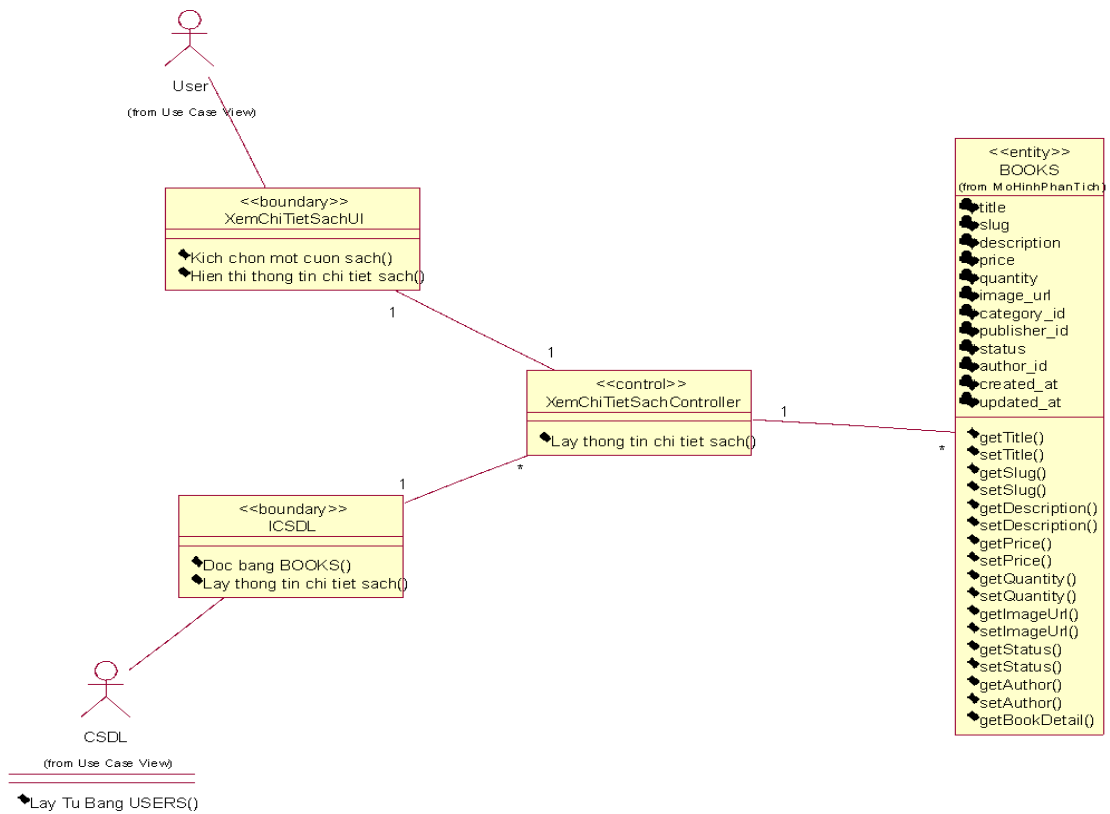 User
(from Use Case View)
<<boundary>>
XemChiTietSachUI
Kich chon mot cuon sach()
Hien thi thong tin chi tiet sach()
1
1
<<control>>
XemChiTietSachController
Lay thong tin chi tiet sach()
1
*
*
1
<<boundary>>
ICSDL
Doc bang BOOKS()
Lay thong tin chi tiet sach()
CSDL
(from Use Case View)
Lay Tu Bang USERS()
<<entity>>
BOOKS
(from MoHinhPhanTich)
title
slug
description
price
quantity
image_url
category_id
publisher_id
status
author_id
created_at
updated_at
getTitle()
setTitle()
getSlug()
setSlug()
getDescription()
setDescription()
getPrice()
setPrice()
getQuantity()
setQuantity()
getImageUrl()
setImageUrl()
getStatus()
setStatus()
getAuthor()
setAuthor()
getBookDetail()